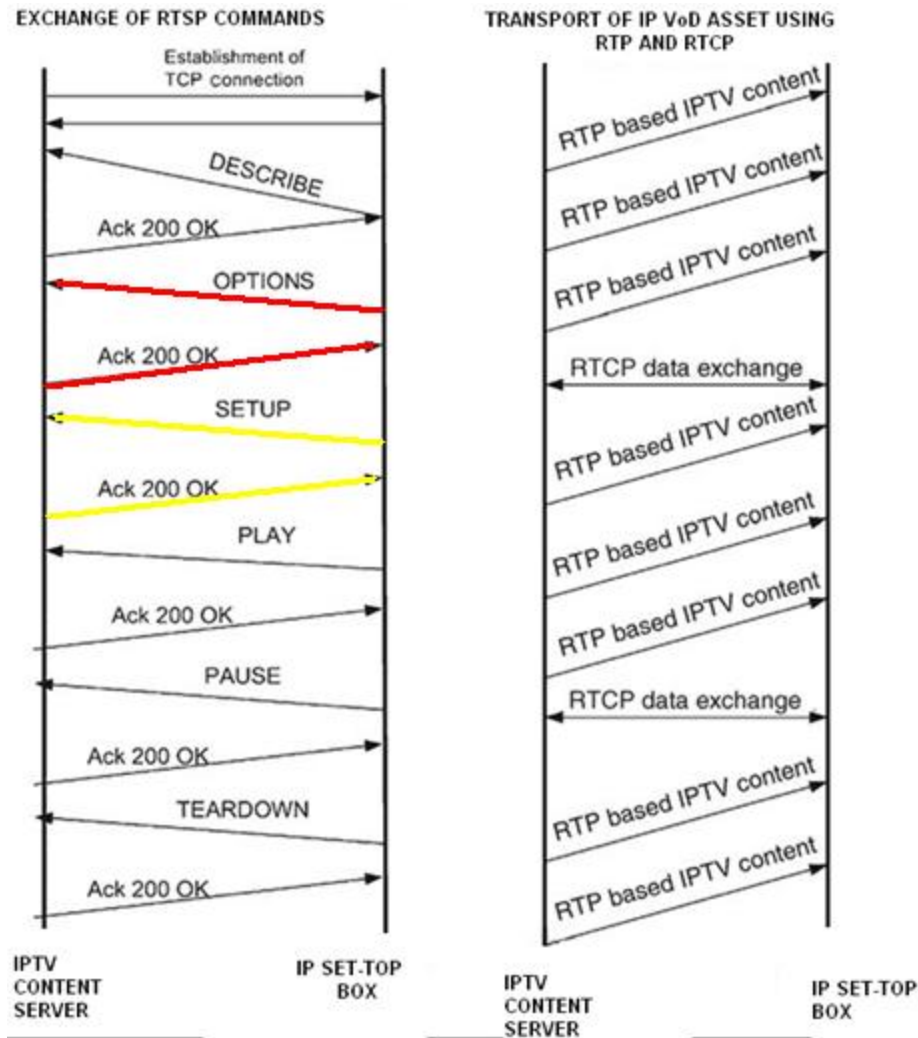 EXCHANGE OF RTSP COMMANDS
Establishment of
TCP connection
DESCRIBE
Ack 200 OK
OPTIONS
Ack 200 OK
SETUP
Ack 200 OK
PLAY
Ack 200 OK
PAUSE
Ack 200 OK
TEARDOWN
Ack 200 OK
IPTV
CONTENT
SERVER
IP SET-TOP
BOX
TRANSPORT OF IP VoD ASSET USING
RTP AND RTCP
RTP based IPTV content
RTP based IPTV content
RTP based IPTV content
RTCP data exchange
RTP based IPTV content
RTP based IPTV content
RTP based IPTV content
RTCP data exchange
RTP based IPTV content
RTP based IPTV content
IPTV
CONTENT
SERVER
IP SET-TOP
BOX